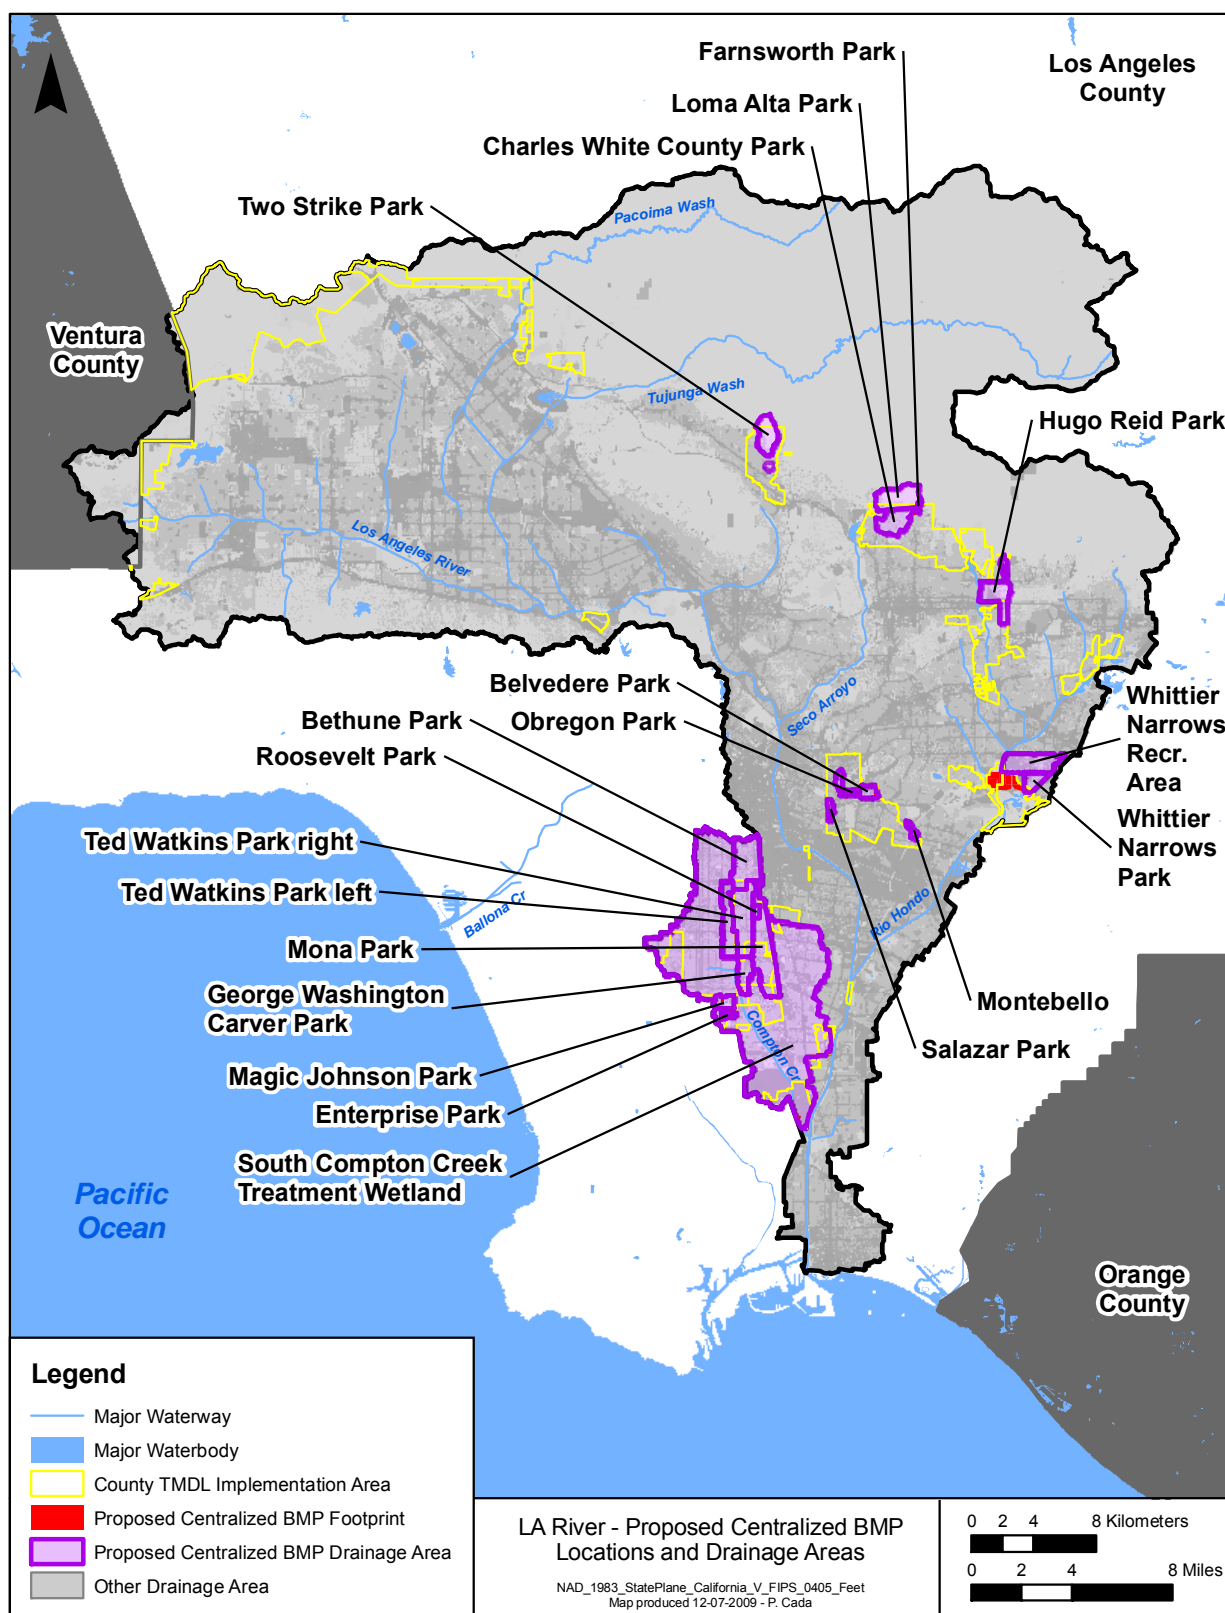 Farnsworth Park
Los Angeles
County
Loma Alta Park
Charles White County Park
Two Strike Park
Pacoima Wash
Ventura
County
Tujunga Wash
Hugo Reid Park
Los Angeles River
Belvedere Park
Obregon Park
Seco Arroyo
Bethune Park
Roosevelt Park
Whittier
Narrows
Recr.
Area
Whittier
Narrows
Park
Ted Watkins Park right
Ted Watkins Park left
Ballona Cr
Rio Hondo
Mona Park
George Washington
Carver Park
Montebello
Salazar Park
Compton Cr
Magic Johnson Park
Enterprise Park
South Compton Creek
Treatment Wetland
Pacific
Ocean
Orange
County
Legend
Major Waterway
Major Waterbody
County TMDL Implementation Area
Proposed Centralized BMP Footprint
Proposed Centralized BMP Drainage Area
Other Drainage Area
LA River - Proposed Centralized BMP
Locations and Drainage Areas
NAD_1983_StatePlane_California_V_FIPS_0405_Feet
Map produced 12-07-2009 - P. Cada
0 2 4 8 Kilometers
0 2 4 8 Miles